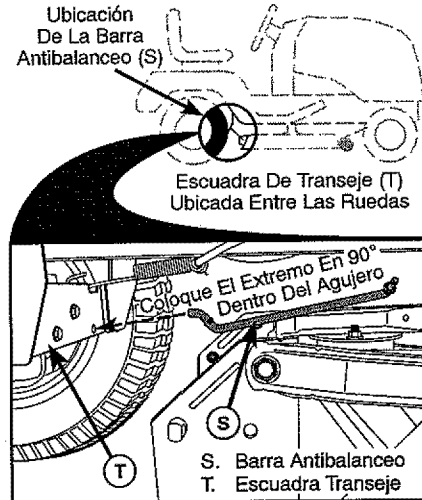 Ubicación
De La Barra
Antibalanceo (S)
Escuadra De Transeje (T)
Ubicada Entre Las Ruedas
Coloque El Extremo En 90°
Dentro Del Agujero
T
S
S. Barra Antibalanceo
T. Escuadra Transeje